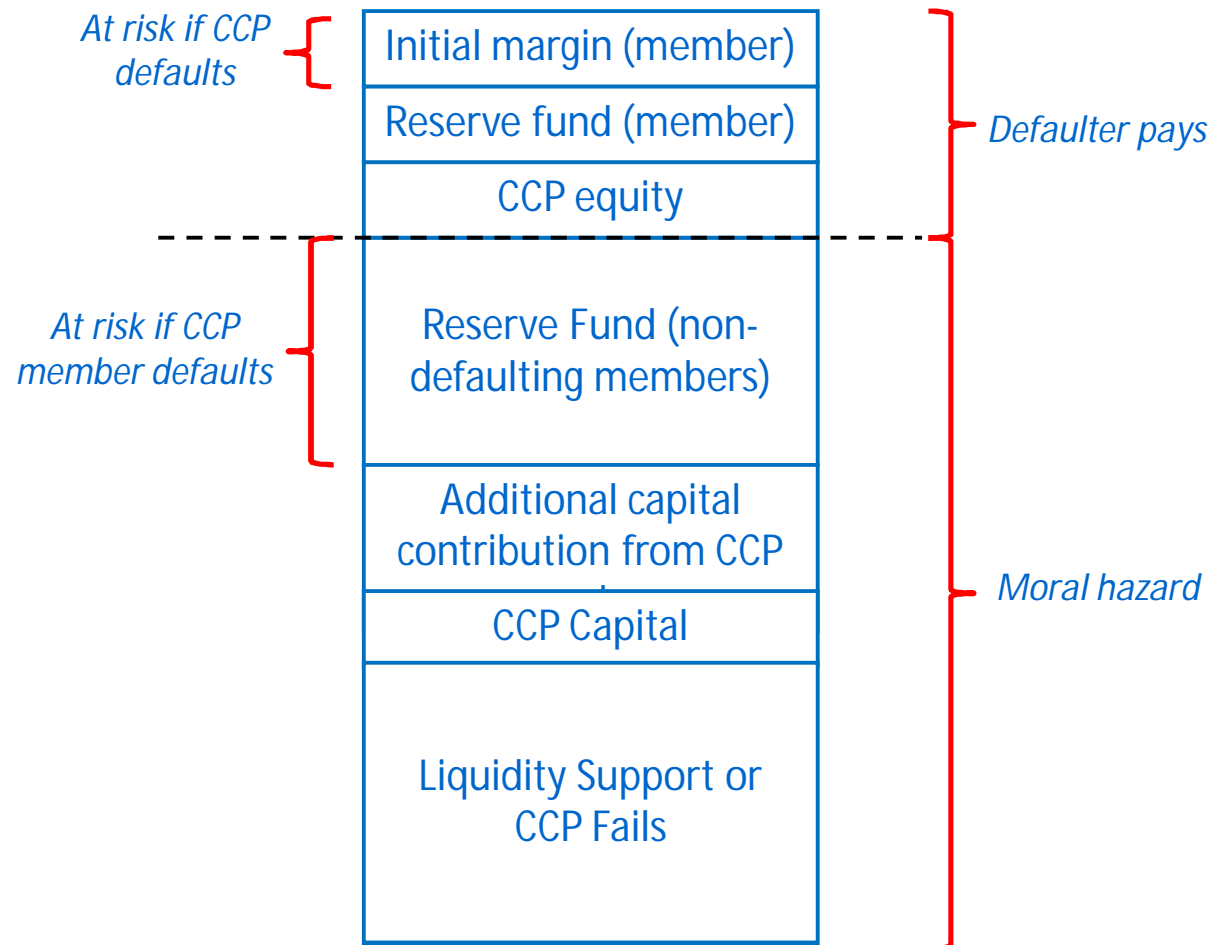 At risk if CCP
defaults
Initial margin (member)
Reserve fund (member)
CCP equity
Defaulter pays
At risk if CCP
member defaults
Reserve Fund (non-
defaulting members)
Additional capital
contribution from CCP
CCP Capital
Moral hazard
Liquidity Support or
CCP Fails